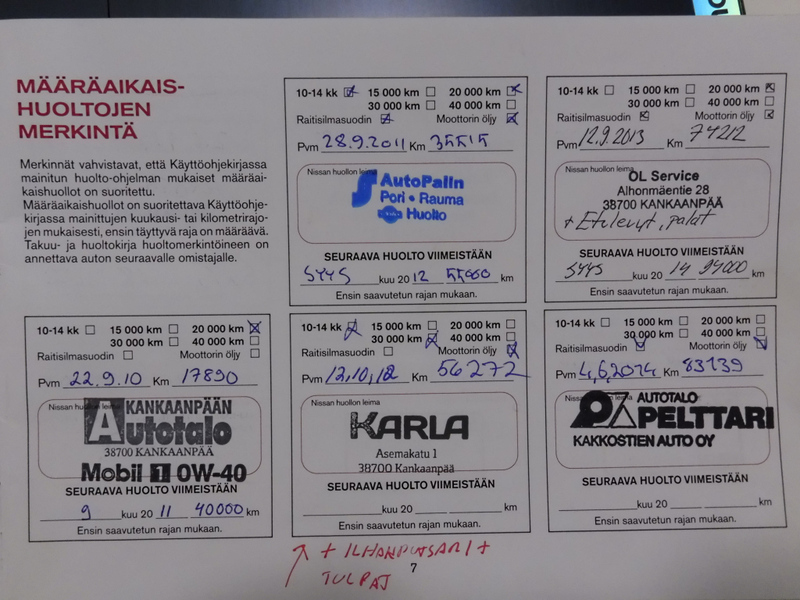 MÄÄRÄAIKAIS-
HUOLTOJEN
MERKINTÄ
Merkinnät vahvistavat, että Käyttöohjekirjassa
mainitun huolto-ohjelman mukaiset määräai-
kaishuollot on suoritettu.
Määräaikaishuollot on suoritettava Käyttöohje-
kirjassa mainittujen kuukausi- tai kilometrirajo-
jen mukaisesti, ensin täyttyvä raja on määräävä.
Takuu- ja huoltokirja huoltomerkintöineen on
annettava auton seuraavalle omistajalle.
10-14 kk 15 000 km 20 000 km
30 000 km 40 000 km
Raitisilmasuodin Moottorin öljy
Pvm 28.9.2011 Km 35515
Nissan huollon leima
AutoPalin
Pori • Rauma
Huolto
SEURAAVA HUOLTO VIIMEISTÄÄN
SYYS kuu 20 12 55000 km
Ensin saavutetun rajan mukaan.
10-14 kk 15 000 km 20 000 km
30 000 km 40 000 km
Raitisilmasuodin Moottorin öljy
Pvm 12.9.2013 Km 74212
Nissan huollon leima
ÖL Service
Alhonmäentie 28
38700 KANKAANPÄÄ
+ Etulevyt, palat
SEURAAVA HUOLTO VIIMEISTÄÄN
SYYS kuu 20 14 94000 km
Ensin saavutetun rajan mukaan.
10-14 kk 15 000 km 20 000 km
30 000 km 40 000 km
Raitisilmasuodin Moottorin öljy
Pvm 22.9.10 Km 17890
Nissan huollon leima
KANKAANPÄÄN
Autotalo
38700 KANKAANPÄÄ
Mobil 1 0W-40
SEURAAVA HUOLTO VIIMEISTÄÄN
9 kuu 20 11 40000 km
Ensin saavutetun rajan mukaan.
10-14 kk 15 000 km 20 000 km
30 000 km 40 000 km
Raitisilmasuodin Moottorin öljy
Pvm 12,10,12 Km 56272
Nissan huollon leima
KARLA
Asemakatu 1
38700 Kankaanpää
SEURAAVA HUOLTO VIIMEISTÄÄN
kuu 20 km
Ensin saavutetun rajan mukaan.
10-14 kk 15 000 km 20 000 km
30 000 km 40 000 km
Raitisilmasuodin Moottorin öljy
Pvm 4,6,2014 Km 83139
Nissan huollon leima
AUTOTALO
PELTTARI
KAKKOSTIEN AUTO OY
SEURAAVA HUOLTO VIIMEISTÄÄN
kuu 20 km
Ensin saavutetun rajan mukaan.
+ ILMANPUTSARI +
TULPAT
7